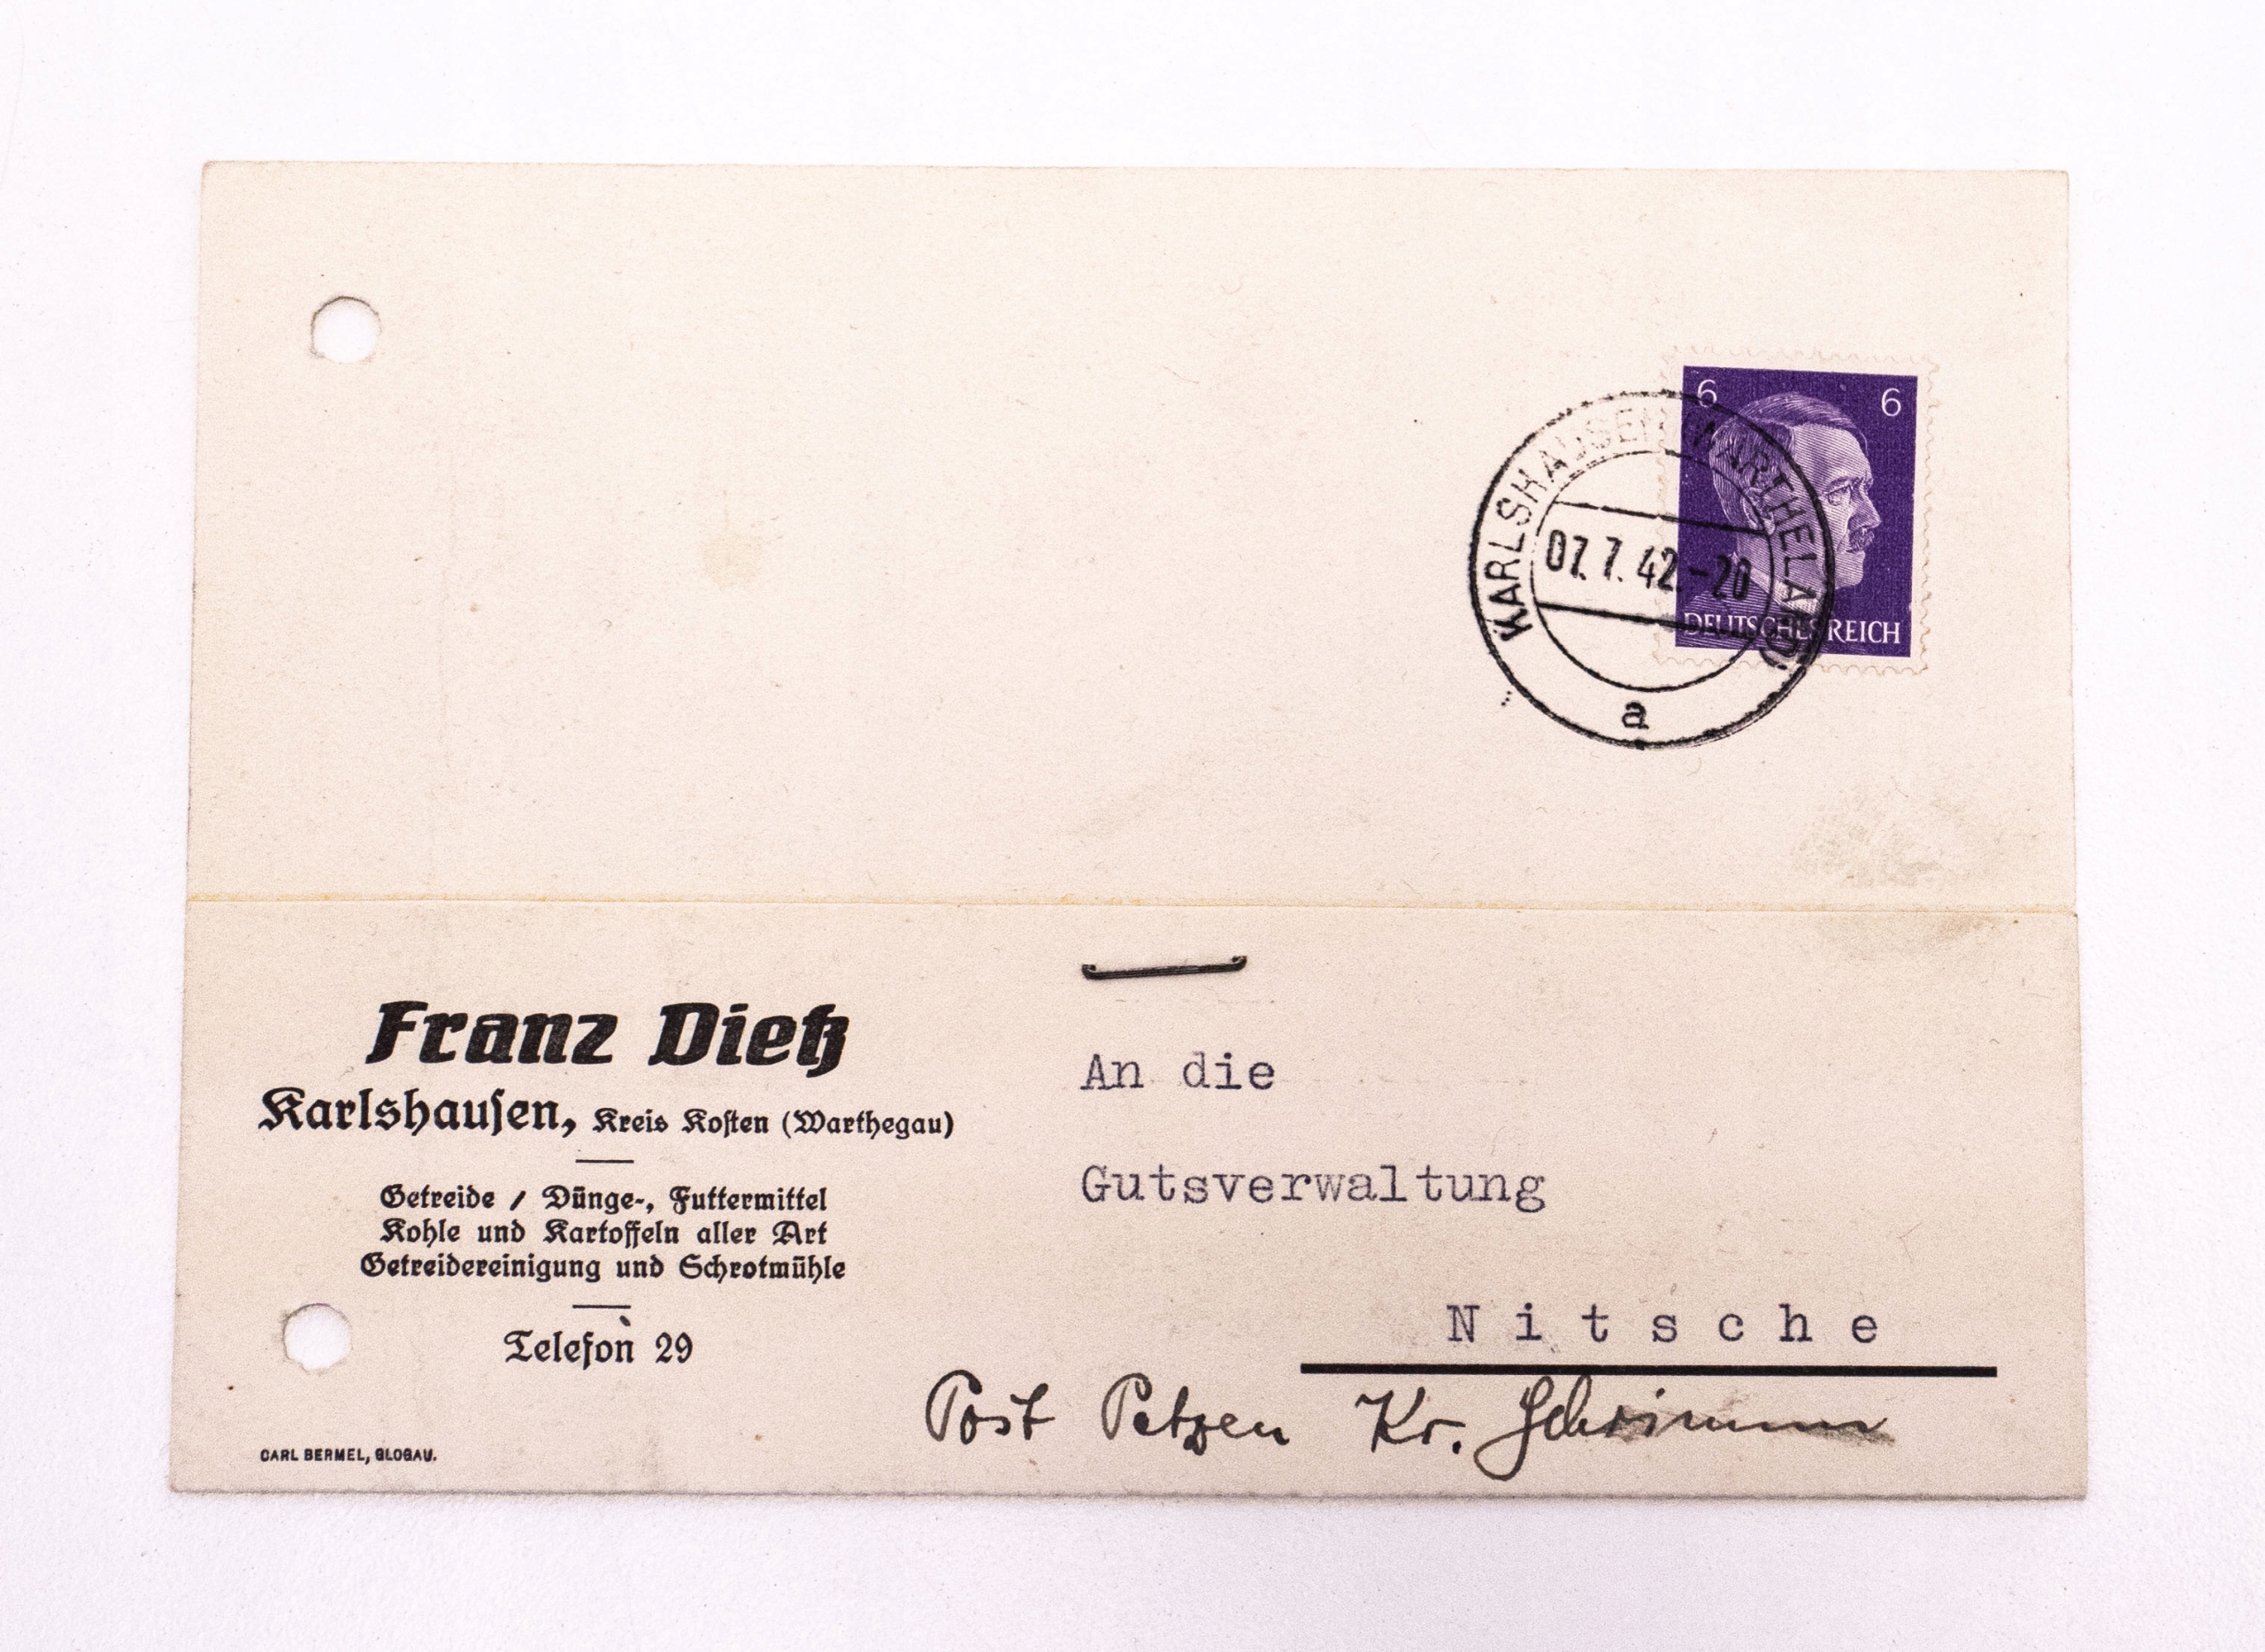 6 6
DEUTSCHES REICH
KARLSHAUSEN (WARTHELAND)
07.7.42.-20
a
Franz Dietz
Karlshauſen, Kreis Koſten (Warthegau)
Getreide / Dünge-, Futtermittel
Kohle und Kartoffeln aller Art
Getreidereinigung und Schrotmühle
Telefon 29
CARL BERMEL, GLOGAU.
An die
Gutsverwaltung
N i t s c h e
Post Petzen Kr. Schrimm